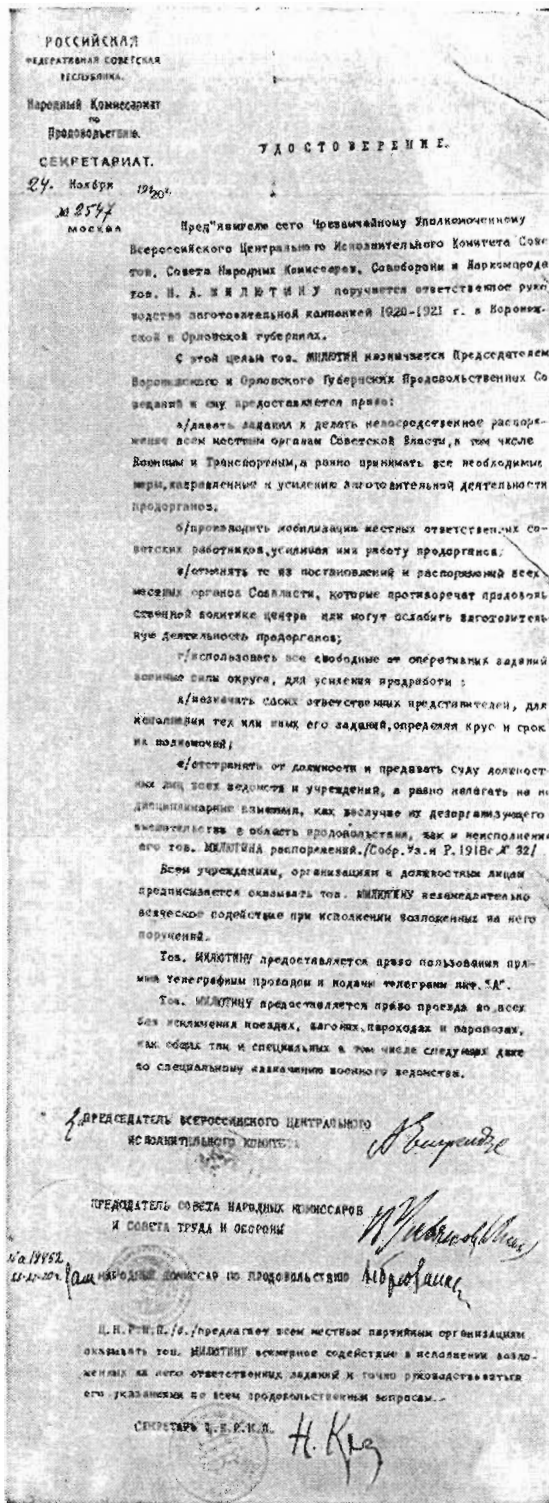 РОССИЙСКАЯ
ФЕДЕРАТИВНАЯ СОВЕТСКАЯ
РЕСПУБЛИКА.
Народный Комиссариат
по
Продовольствию.
СЕКРЕТАРИАТ.
24. Ноября 1920г.
№ 2547
МОСКВА
УДОСТОВЕРЕНИЕ.
Пред"явителю сего Чрезвычайному Уполномоченному
Всероссийского Центрального Исполнительного Комитета Сове
тов, Совета Народных Комиссаров, Совобороны и Наркомпрода
тов. Н. А. МИЛЮТИНУ поручается ответственное руко
водство заготовительной кампанией 1920-1921 г. в Воронеж-
ской и Орловской губерниях.
С этой целью тов. МИЛЮТИН назначается Председателем
Воронежского и Орловского Губернских Продовольственных Со
вещаний и ему предоставляется право:
а/давать задания и делать непосредственное распоря-
жение всем местным органам Советской Власти, в том числе
Военным и Транспортным, а равно принимать все необходимые
меры, направленные к усилению заготовительной деятельности
продорганов.
б/производить мобилизацию местных ответственных со-
ветских работников, усиливая ими работу продорганов;
в/отменять те из постановлений и распоряжений всех
местных органов Совласти, которые противоречат продоволь
ственной политике центра или могут ослабить заготовитель
ную деятельность продорганов;
г/использовать все свободные от оперативных заданий
военные силы округа, для усиления продработы ;
д/назначать своих ответственных представителей, для
исполнения тех или иных его заданий, определяя круг и срок
их полномочий;
е/отстранять от должности и предавать суду должност-
ных лиц всех ведомств и учреждений, а равно налагать на ни
дисциплинарные взыскания, как вслучае их дезорганизующего
вмешательства в область продовольствия, так и неисполнения
его тов. МИЛЮТИНА распоряжений./Собр.Уз.и Р.1918г.№ 32/
Всем учреждениям, организациям и должностным лицам
предписывается оказывать тов. МИЛЮТИНУ незамедлительно
всяческое содействие при исполнении возложенных на него
поручений.
Тов. МИЛЮТИНУ предоставляется право пользования пря-
мым телеграфным проводом и подачи телеграмм лит."А".
Тов. МИЛЮТИНУ предоставляется право проезда во всех
без исключения поездах, вагонах, пароходах и паровозах,
как общих так и специальных в том числе следующих даже
по специальному назначению военного ведомства.
ПРЕДСЕДАТЕЛЬ ВСЕРОССИЙСКОГО ЦЕНТРАЛЬНОГО
ИСПОЛНИТЕЛЬНОГО КОМИТЕТА
ПРЕДСЕДАТЕЛЬ СОВЕТА НАРОДНЫХ КОМИССАРОВ
И СОВЕТА ТРУДА И ОБОРОНЫ
НАРОДНЫЙ КОМИССАР ПО ПРОДОВОЛЬСТВИЮ
Ц.К.Р.К.П./б./предлагает всем местным партийным организациям
оказывать тов. МИЛЮТИНУ всемерное содействие в исполнении возло-
женных на него ответственных заданий и точно руководствоваться
его указаниями по всем продовольственным вопросам.-
СЕКРЕТАРЬ Ц.К.Р.К.П. Н. Кре